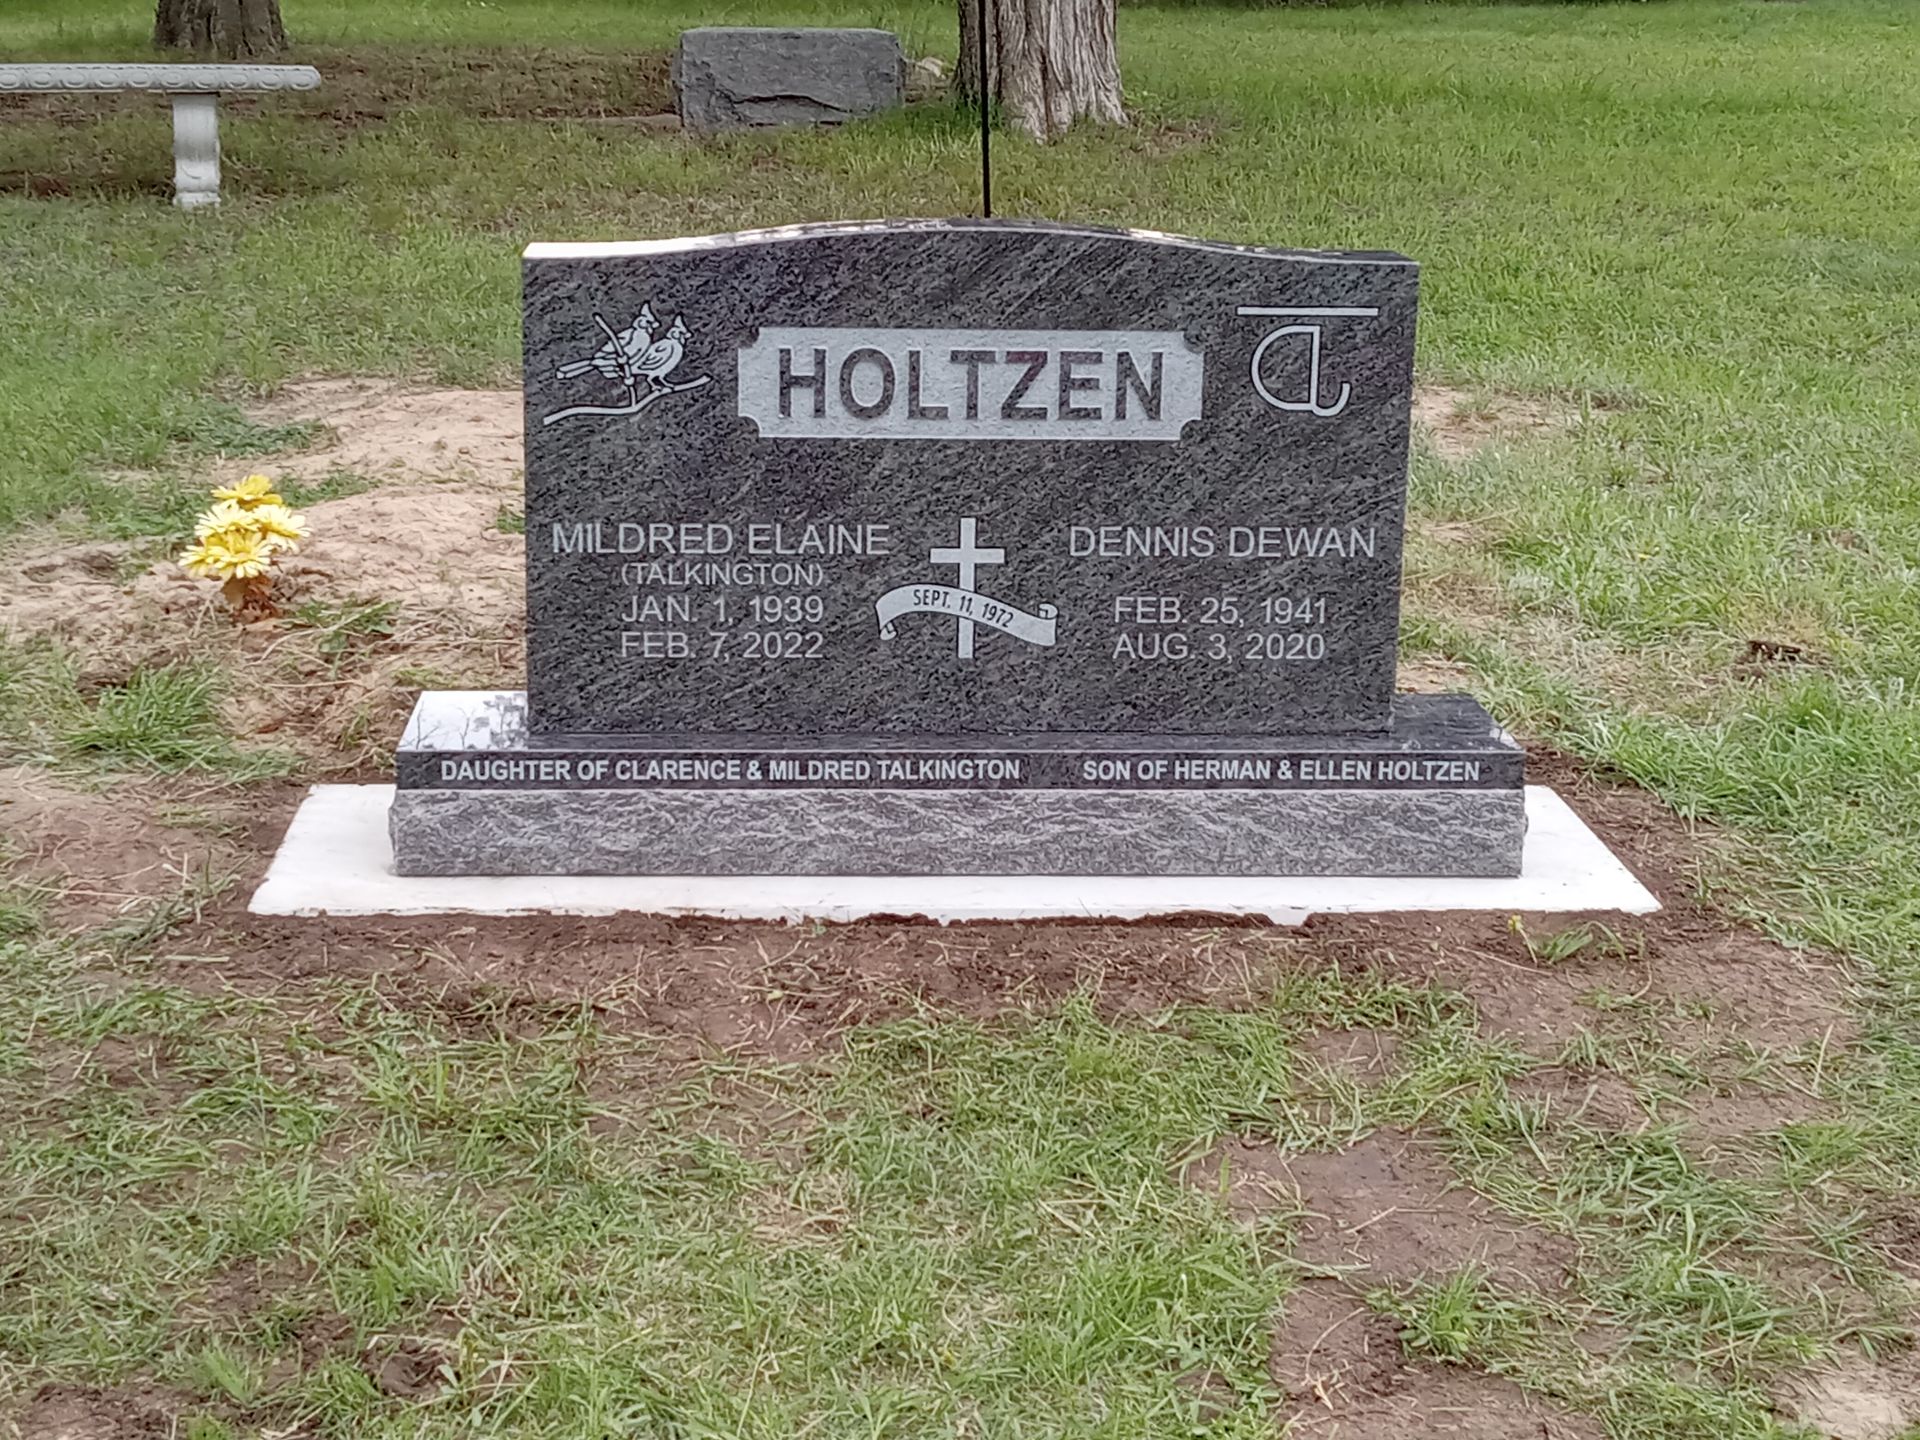 HOLTZEN
MILDRED ELAINE
(TALKINGTON)
JAN. 1, 1939
FEB. 7, 2022
SEPT. 11, 1972
DENNIS DEWAN
FEB. 25, 1941
AUG. 3, 2020
DAUGHTER OF CLARENCE & MILDRED TALKINGTON
SON OF HERMAN & ELLEN HOLTZEN